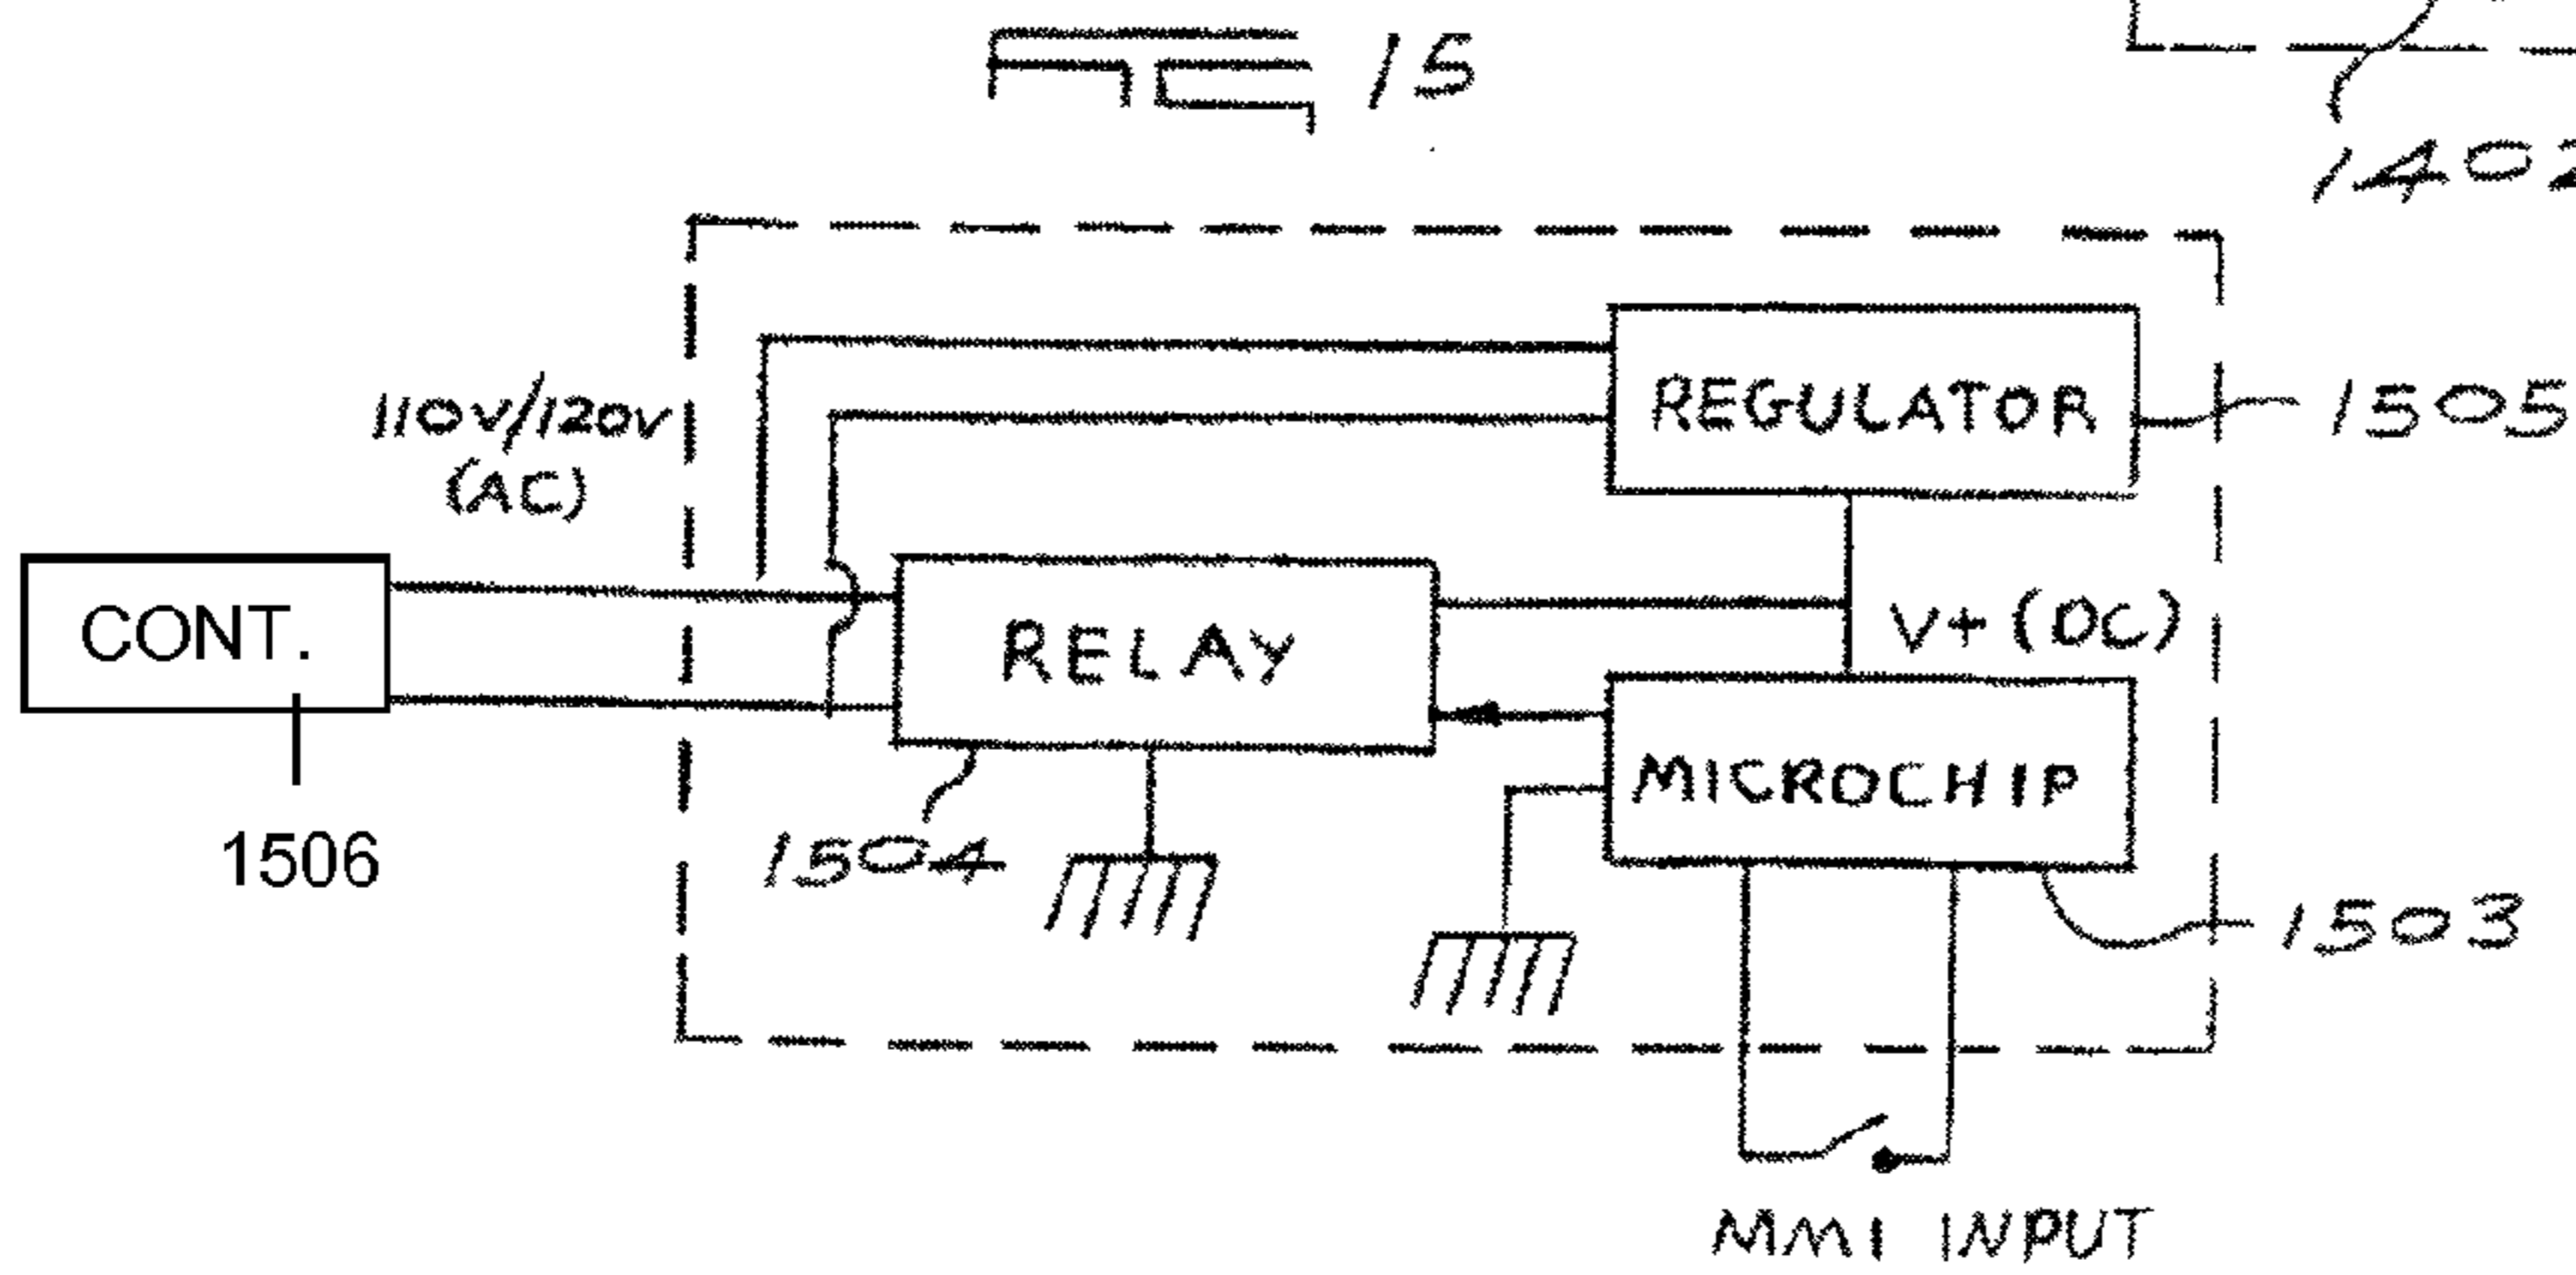 15
1402
110V/120V
(AC)
REGULATOR
1505
CONT.
RELAY
V+ (DC)
MICROCHIP
1506
1504
1503
MMI INPUT